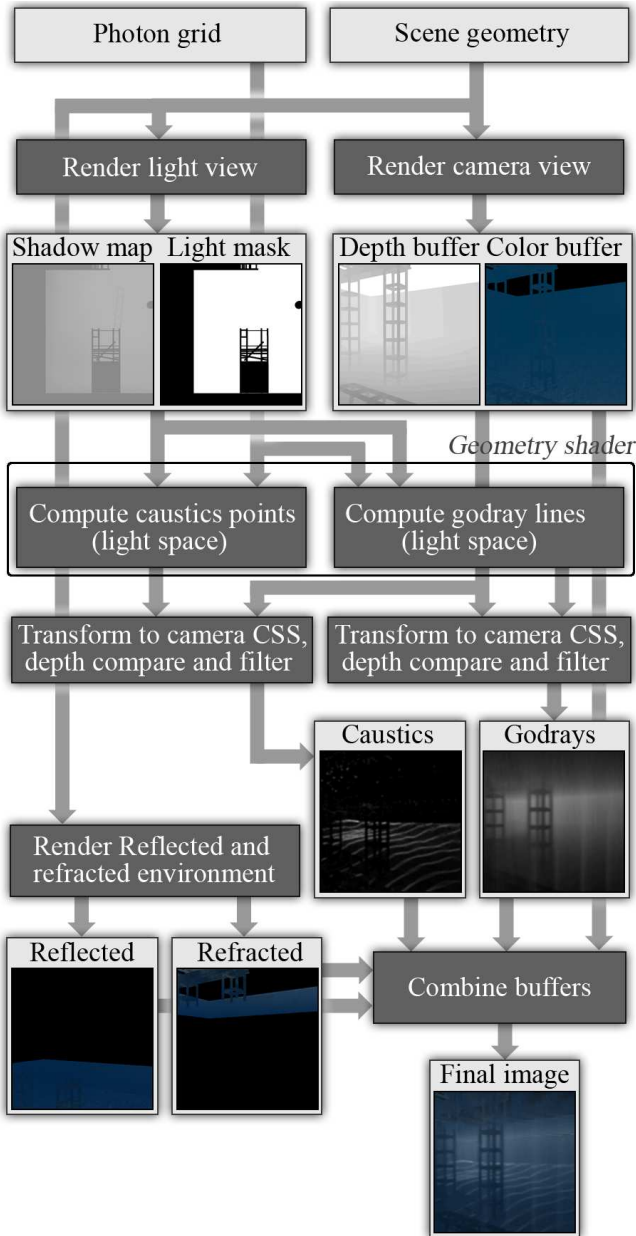 Photon grid
Scene geometry
Render light view
Render camera view
Shadow map
Light mask
Depth buffer
Color buffer
Geometry shader
Compute caustics points
(light space)
Compute godray lines
(light space)
Transform to camera CSS,
depth compare and filter
Transform to camera CSS,
depth compare and filter
Caustics
Godrays
Render Reflected and
refracted environment
Reflected
Refracted
Combine buffers
Final image